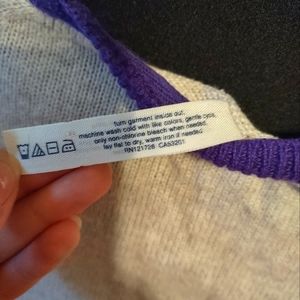 turn garment inside out.
machine wash cold with like colors, gentle cycle.
only non-chlorine bleach when needed.
lay flat to dry, warm iron if needed
RN121726 CA53201